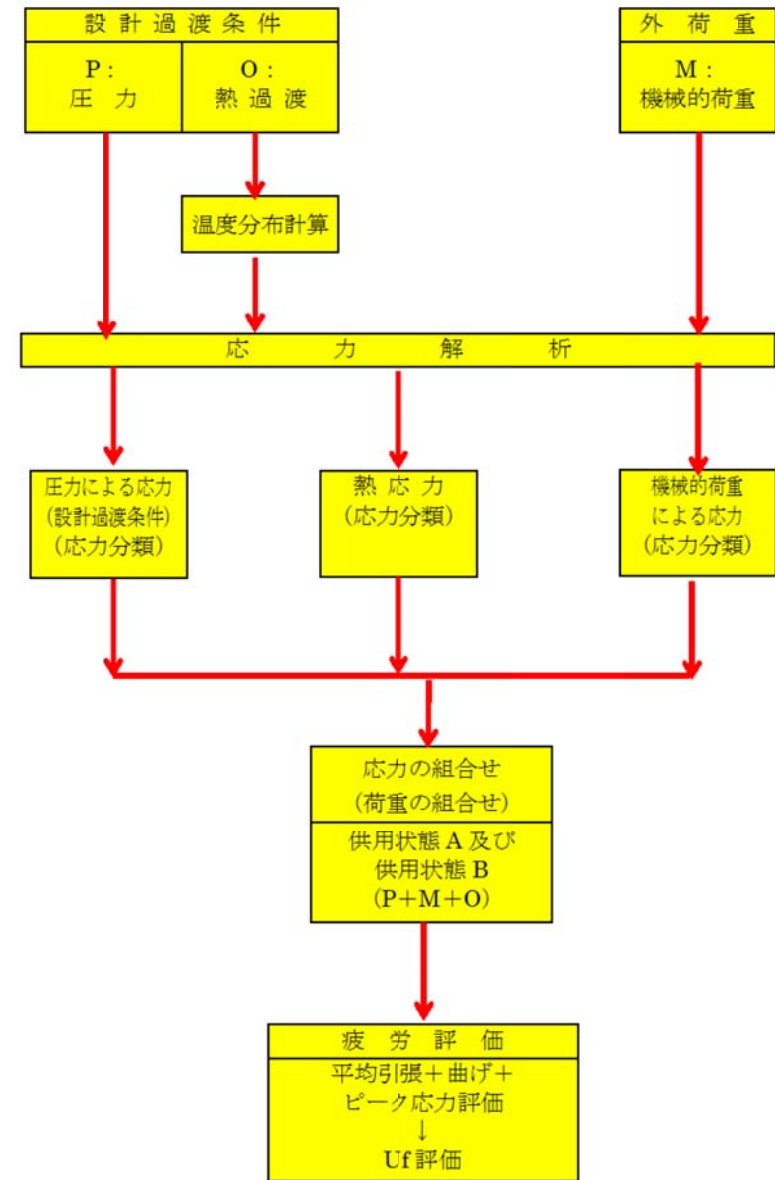 設計過渡条件
P：
圧力
O：
熱過渡
外荷重
M：
機械的荷重
温度分布計算
応力解析
圧力による応力
(設計過渡条件)
(応力分類)
熱応力
(応力分類)
機械的荷重
による応力
(応力分類)
応力の組合せ
(荷重の組合せ)
供用状態 A 及び
供用状態 B
(P+M+O)
疲労評価
平均引張＋曲げ＋
ピーク応力評価
↓
Uf 評価